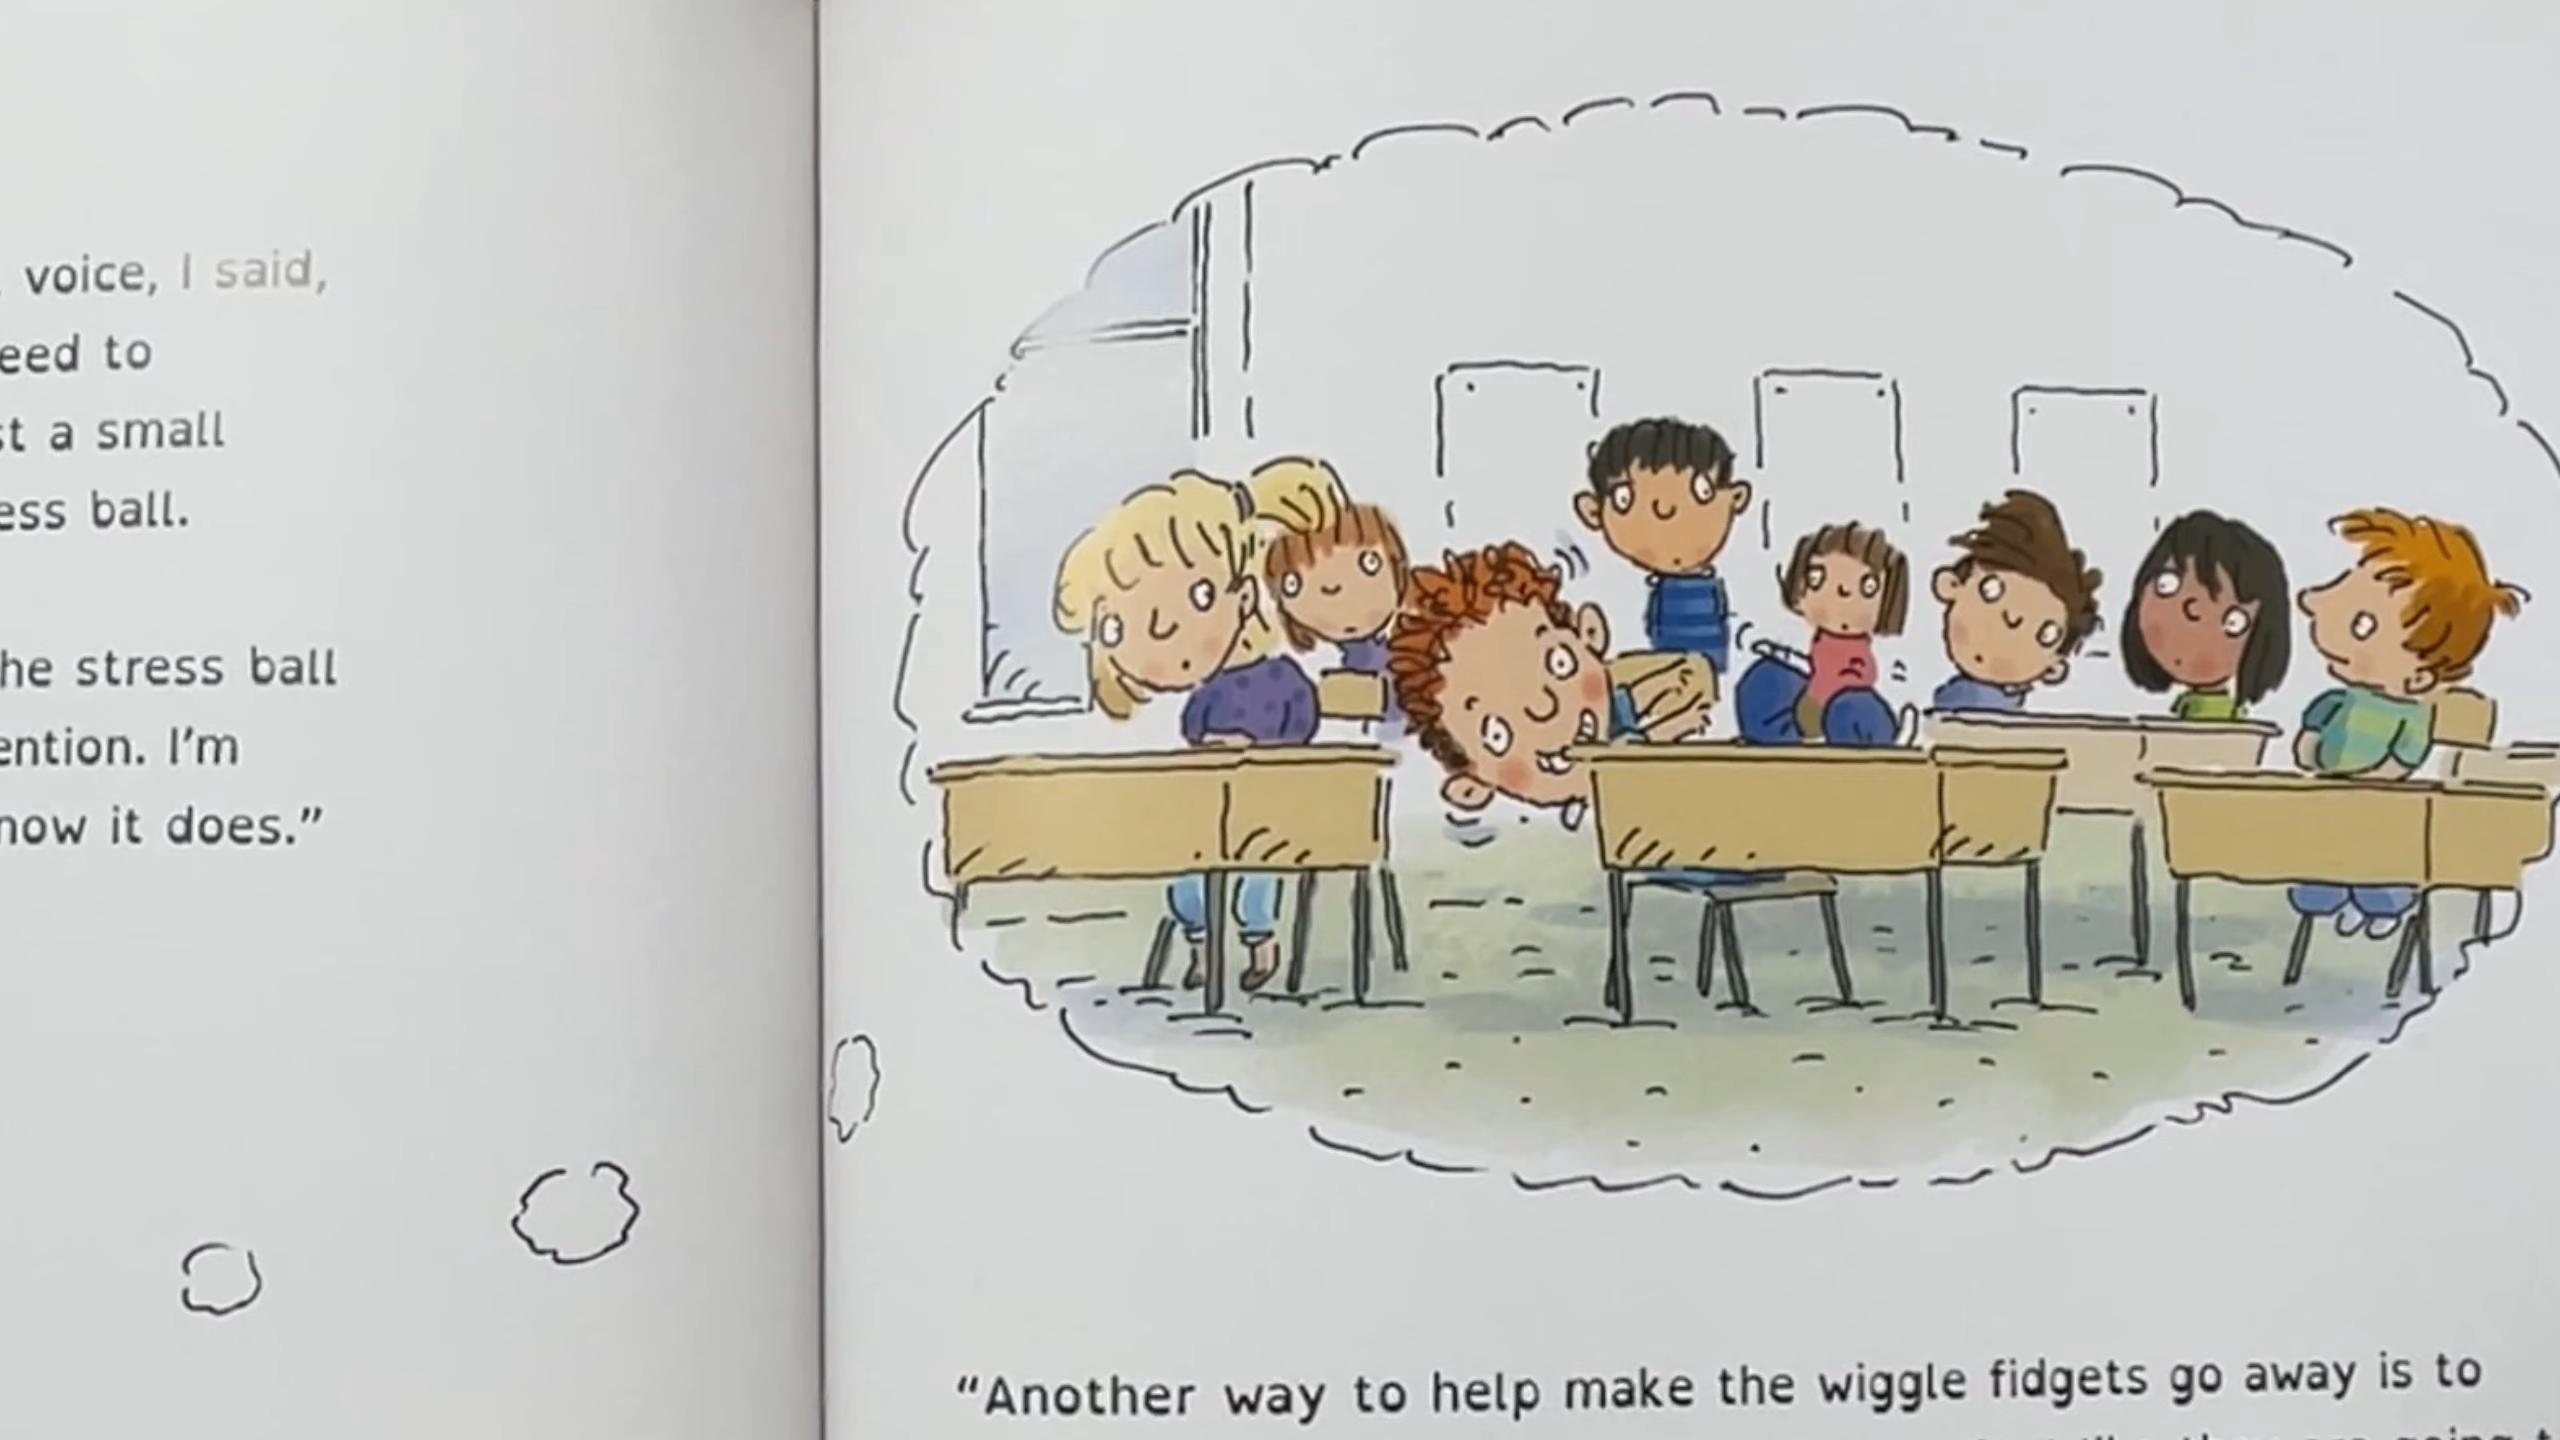 voice, I said,
eed to
st a small
ess ball.
he stress ball
ention. I'm
now it does."
"Another way to help make the wiggle fidgets go away is to